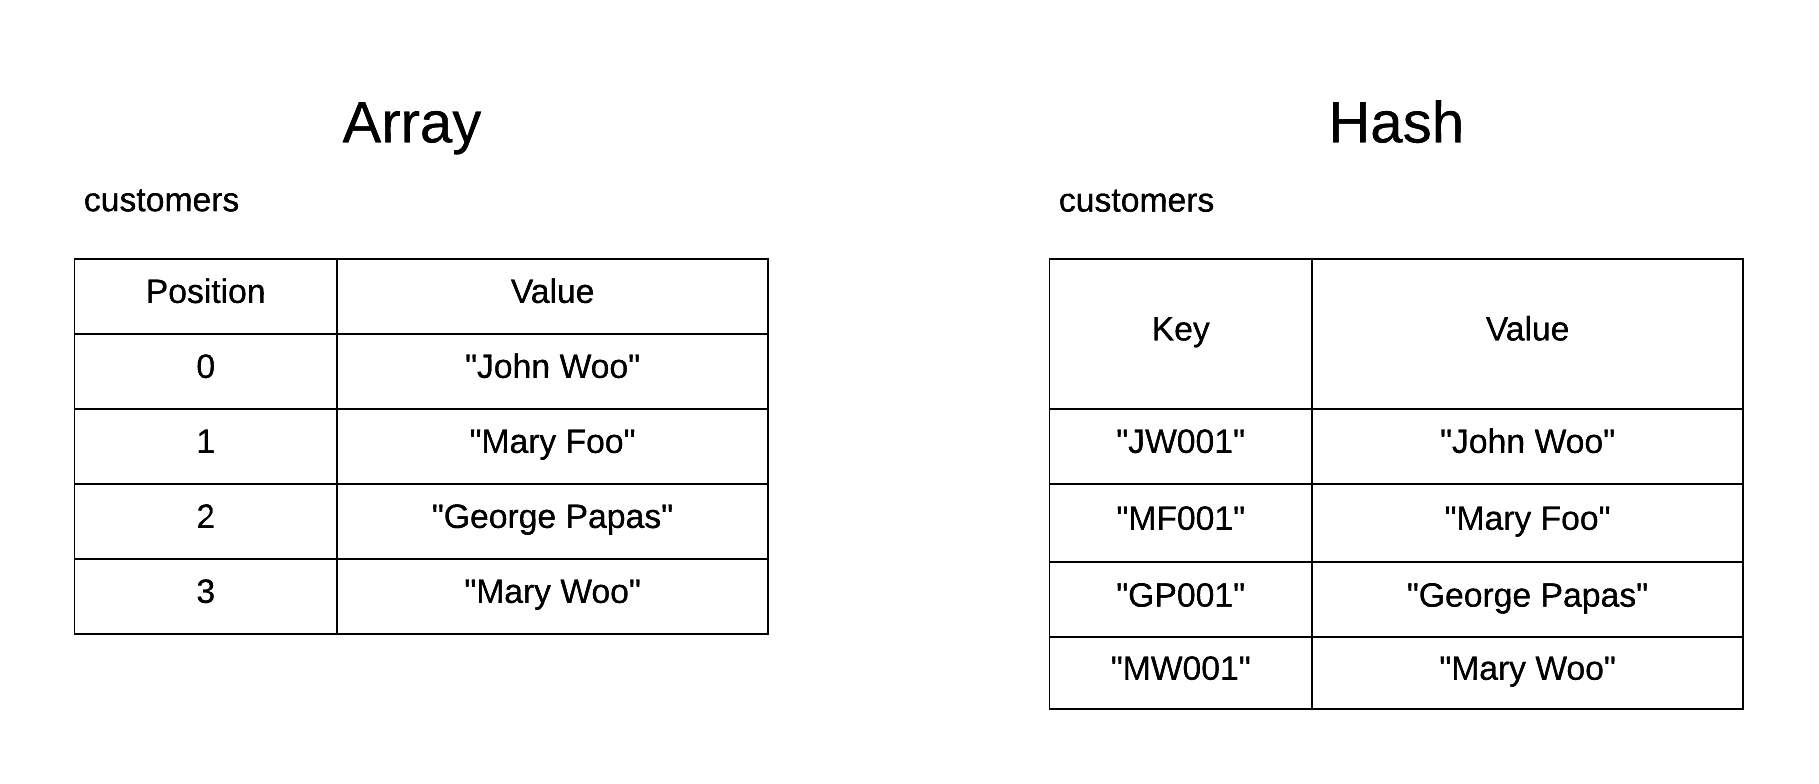 Array
customers
Position Value
0 "John Woo"
1 "Mary Foo"
2 "George Papas"
3 "Mary Woo"
Hash
customers
Key Value
"JW001" "John Woo"
"MF001" "Mary Foo"
"GP001" "George Papas"
"MW001" "Mary Woo"